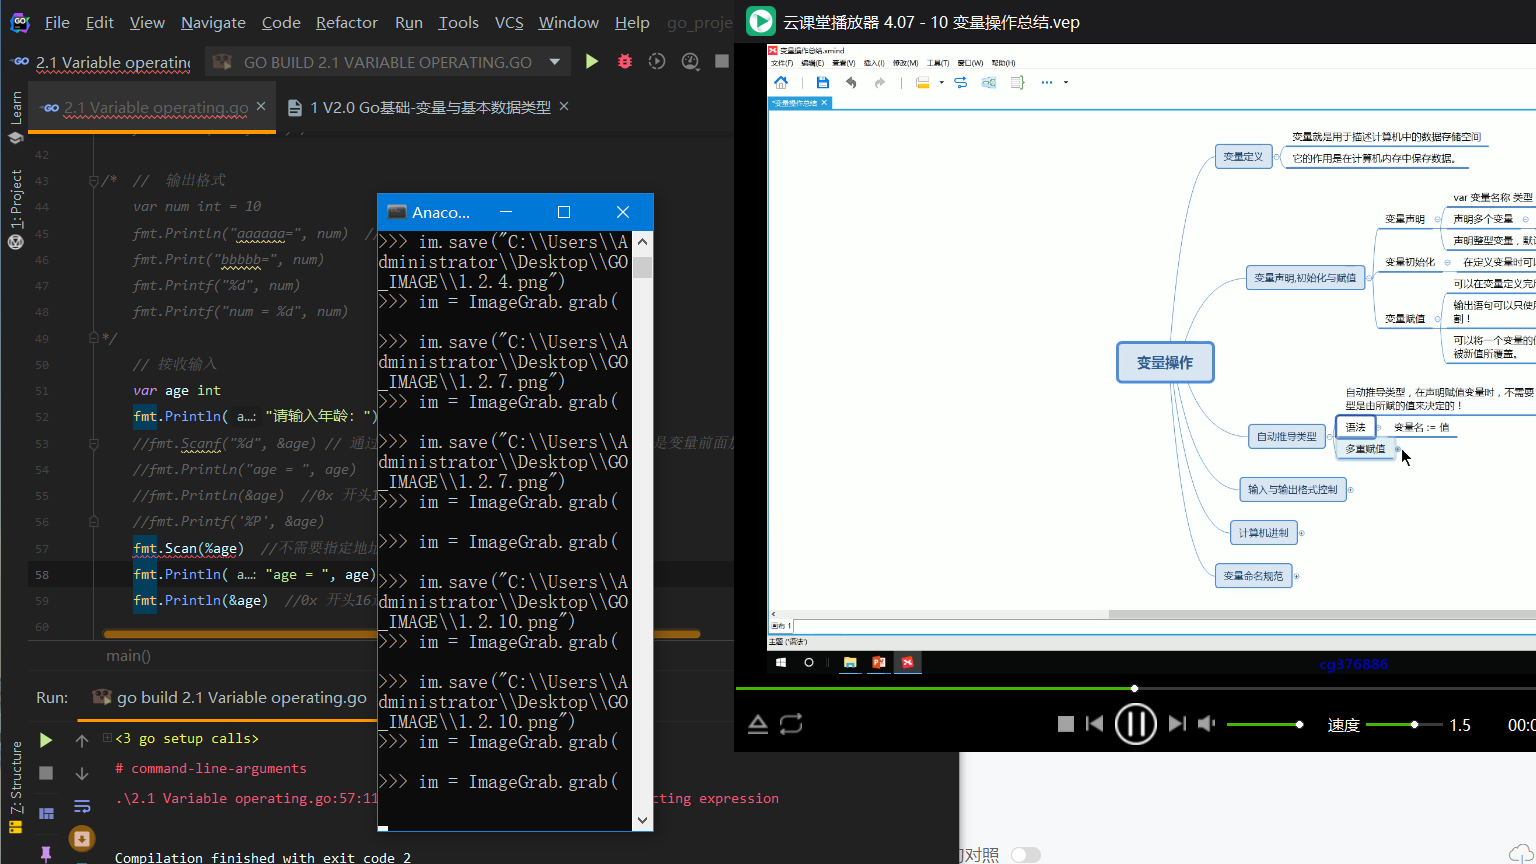 File Edit View Navigate Code Refactor Run Tools VCS Window Help go_proje
2.1 Variable operating
GO BUILD 2.1 VARIABLE OPERATING.GO
2.1 Variable operating.go
1 V2.0 Go基础-变量与基本数据类型
Learn
1: Project
Z: Structure
42
43 /* // 输出格式
44 var num int = 10
45 fmt.Println("aaaaaa=", num) //
46 fmt.Print("bbbbb=", num)
47 fmt.Printf("%d", num)
48 fmt.Printf("num = %d", num)
49 */
50 // 接收输入
51 var age int
52 fmt.Println( a…: "请输入年龄: ")
53 //fmt.Scanf("%d", &age) // 通过 是变量前面加
54 //fmt.Println("age = ", age)
55 //fmt.Println(&age) //0x 开头1
56 //fmt.Printf('%P', &age)
57 fmt.Scan(%age) //不需要指定地址
58 fmt.Println( a…: "age = ", age)
59 fmt.Println(&age) //0x 开头16
60
main()
Run: go build 2.1 Variable operating.go
<3 go setup calls>
# command-line-arguments
.\2.1 Variable operating.go:57:11 cting expression
Compilation finished with exit code 2
Anaco...
>>> im.save("C:\\Users\\A
dministrator\\Desktop\\GO
_IMAGE\\1.2.4.png")
>>> im = ImageGrab.grab(
>>> im.save("C:\\Users\\A
dministrator\\Desktop\\GO
_IMAGE\\1.2.7.png")
>>> im = ImageGrab.grab(
>>> im.save("C:\\Users\\A
dministrator\\Desktop\\GO
_IMAGE\\1.2.7.png")
>>> im = ImageGrab.grab(
>>> im = ImageGrab.grab(
>>> im.save("C:\\Users\\A
dministrator\\Desktop\\GO
_IMAGE\\1.2.10.png")
>>> im = ImageGrab.grab(
>>> im.save("C:\\Users\\A
dministrator\\Desktop\\GO
_IMAGE\\1.2.10.png")
>>> im = ImageGrab.grab(
>>> im = ImageGrab.grab(
云课堂播放器 4.07 - 10 变量操作总结.vep
变量操作总结.xmind
文件(F) 编辑(E) 查看(V) 插入(I) 修改(M) 工具(T) 窗口(W) 帮助(H)
*变量操作总结
变量定义
变量就是用于描述计算机中的数据存储空间
它的作用是在计算机内存中保存数据。
变量声明,初始化与赋值
变量声明
var 变量名称 类型
声明多个变量
声明整型变量，默认
变量初始化
在定义变量时可以
变量赋值
可以在变量定义完成
输出语句可以只使用
割！
可以将一个变量的值
被新值所覆盖。
变量操作
自动推导类型
自动推导类型，在声明赋值变量时，不需要
型是由所赋的值来决定的！
语法
变量名 := 值
多重赋值
输入与输出格式控制
计算机进制
变量命名规范
画布 1
主题 ('语法')
cg376886
速度 1.5 00:0
对照